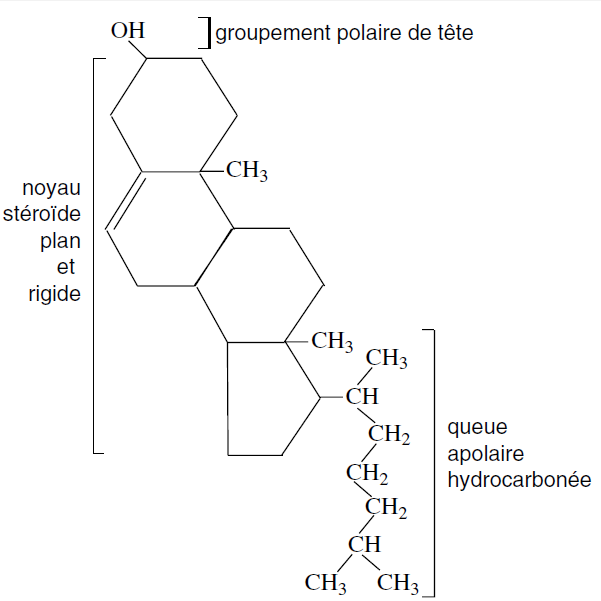 OH
groupement polaire de tête
CH₃
noyau
stéroïde
plan
et
rigide
CH₃
CH₃
CH
CH₂
queue
apolaire
hydrocarbonée
CH₂
CH₂
CH
CH₃
CH₃